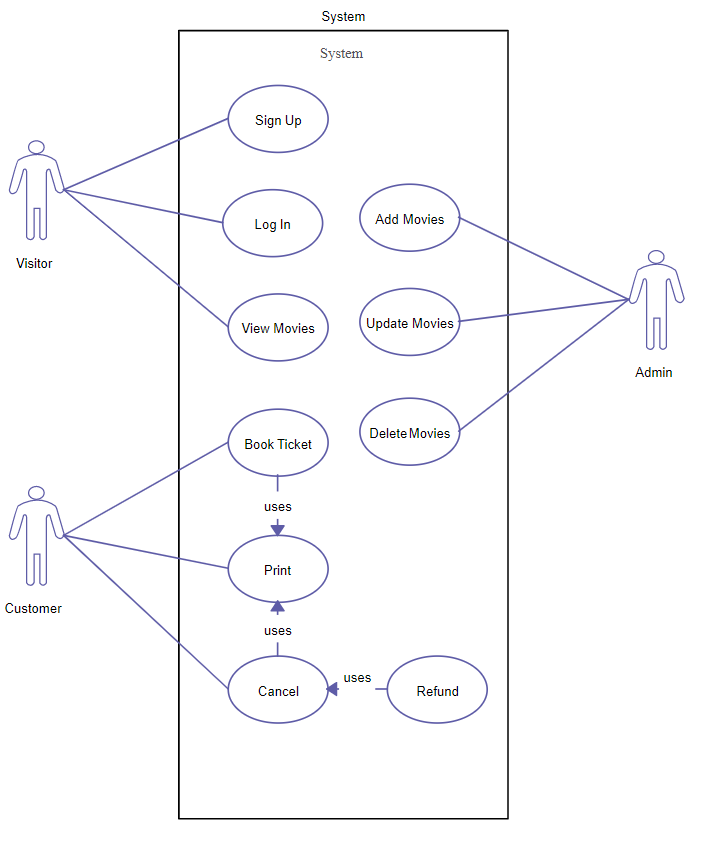 System
System
Sign Up
Log In
Add Movies
Visitor
View Movies
Update Movies
Admin
Book Ticket
Delete Movies
uses
Print
Customer
uses
Cancel
uses
Refund